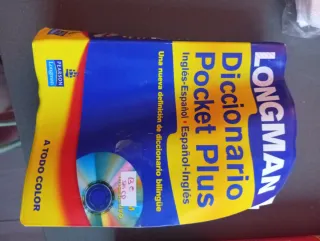 LONGMAN
Diccionario
Pocket Plus
Inglés-Español • Español-Inglés
Una nueva definición de diccionario bilingüe
A TODO COLOR
PEARSON
Longman